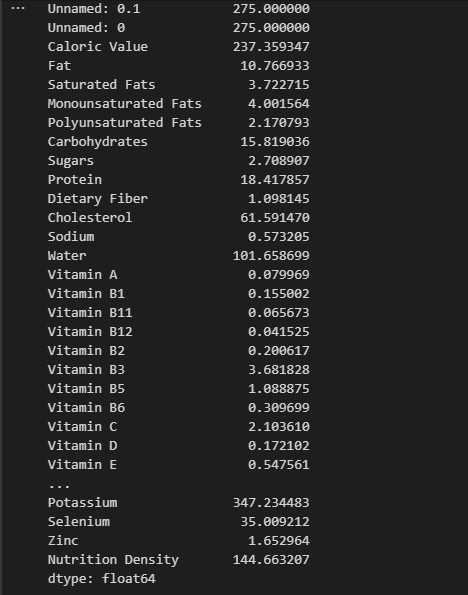 ...
Unnamed: 0.1 275.000000
Unnamed: 0 275.000000
Caloric Value 237.359347
Fat 10.766933
Saturated Fats 3.722715
Monounsaturated Fats 4.001564
Polyunsaturated Fats 2.170793
Carbohydrates 15.819036
Sugars 2.708907
Protein 18.417857
Dietary Fiber 1.098145
Cholesterol 61.591470
Sodium 0.573205
Water 101.658699
Vitamin A 0.079969
Vitamin B1 0.155002
Vitamin B11 0.065673
Vitamin B12 0.041525
Vitamin B2 0.200617
Vitamin B3 3.681828
Vitamin B5 1.088875
Vitamin B6 0.309699
Vitamin C 2.103610
Vitamin D 0.172102
Vitamin E 0.547561
...
Potassium 347.234483
Selenium 35.009212
Zinc 1.652964
Nutrition Density 144.663207
dtype: float64